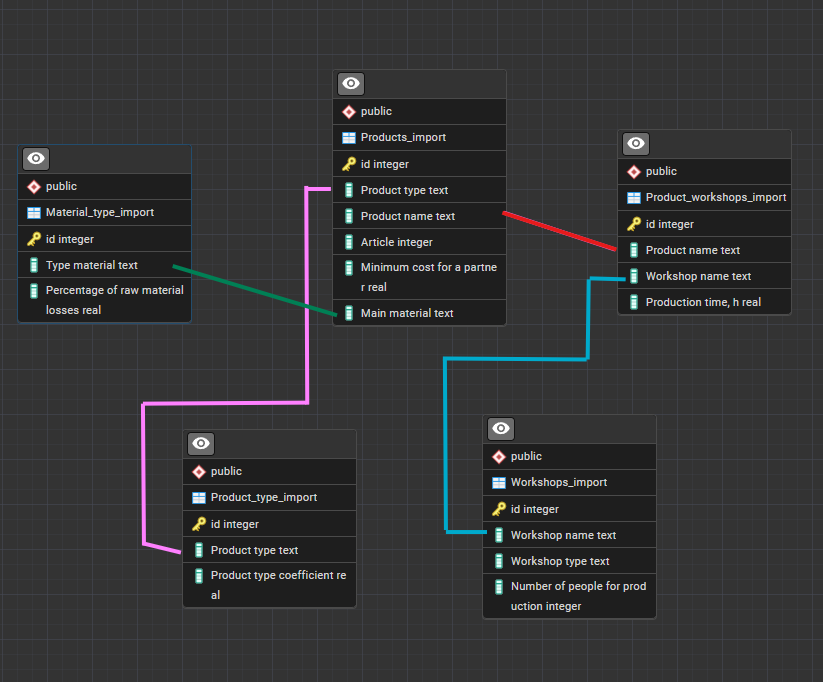 public
Material_type_import
id integer
Type material text
Percentage of raw material
losses real
public
Products_import
id integer
Product type text
Product name text
Article integer
Minimum cost for a partne
r real
Main material text
public
Product_workshops_import
id integer
Product name text
Workshop name text
Production time, h real
public
Product_type_import
id integer
Product type text
Product type coefficient re
al
public
Workshops_import
id integer
Workshop name text
Workshop type text
Number of people for prod
uction integer